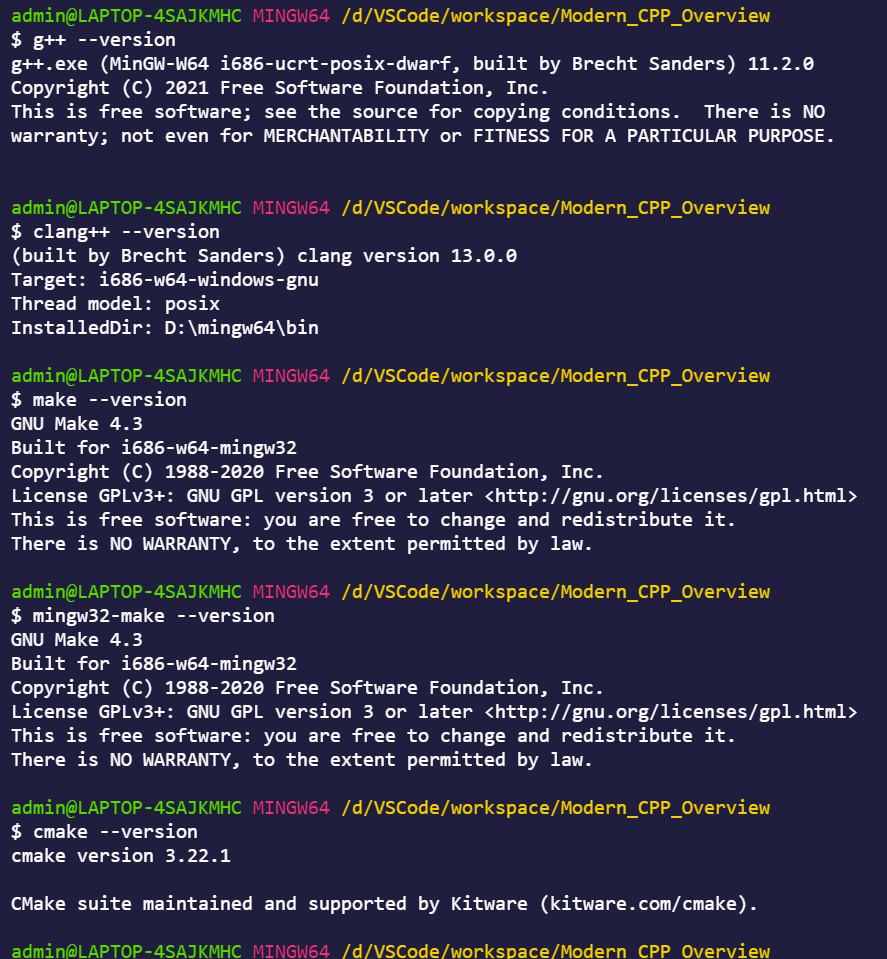 admin@LAPTOP-4SAJKMHC MINGW64 /d/VSCode/workspace/Modern_CPP_Overview
$ g++ --version
g++.exe (MinGW-W64 i686-ucrt-posix-dwarf, built by Brecht Sanders) 11.2.0
Copyright (C) 2021 Free Software Foundation, Inc.
This is free software; see the source for copying conditions.  There is NO
warranty; not even for MERCHANTABILITY or FITNESS FOR A PARTICULAR PURPOSE.
admin@LAPTOP-4SAJKMHC MINGW64 /d/VSCode/workspace/Modern_CPP_Overview
$ clang++ --version
(built by Brecht Sanders) clang version 13.0.0
Target: i686-w64-windows-gnu
Thread model: posix
InstalledDir: D:\mingw64\bin
admin@LAPTOP-4SAJKMHC MINGW64 /d/VSCode/workspace/Modern_CPP_Overview
$ make --version
GNU Make 4.3
Built for i686-w64-mingw32
Copyright (C) 1988-2020 Free Software Foundation, Inc.
License GPLv3+: GNU GPL version 3 or later <http://gnu.org/licenses/gpl.html>
This is free software: you are free to change and redistribute it.
There is NO WARRANTY, to the extent permitted by law.
admin@LAPTOP-4SAJKMHC MINGW64 /d/VSCode/workspace/Modern_CPP_Overview
$ mingw32-make --version
GNU Make 4.3
Built for i686-w64-mingw32
Copyright (C) 1988-2020 Free Software Foundation, Inc.
License GPLv3+: GNU GPL version 3 or later <http://gnu.org/licenses/gpl.html>
This is free software: you are free to change and redistribute it.
There is NO WARRANTY, to the extent permitted by law.
admin@LAPTOP-4SAJKMHC MINGW64 /d/VSCode/workspace/Modern_CPP_Overview
$ cmake --version
cmake version 3.22.1
CMake suite maintained and supported by Kitware (kitware.com/cmake).
admin@LAPTOP-4SAJKMHC MINGW64 /d/VSCode/workspace/Modern_CPP_Overview